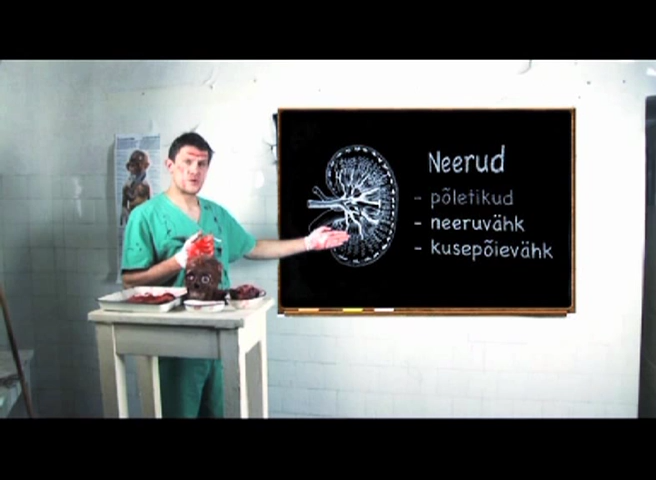 Neerud
- põletikud
- neeruvähk
- kusepõievähk